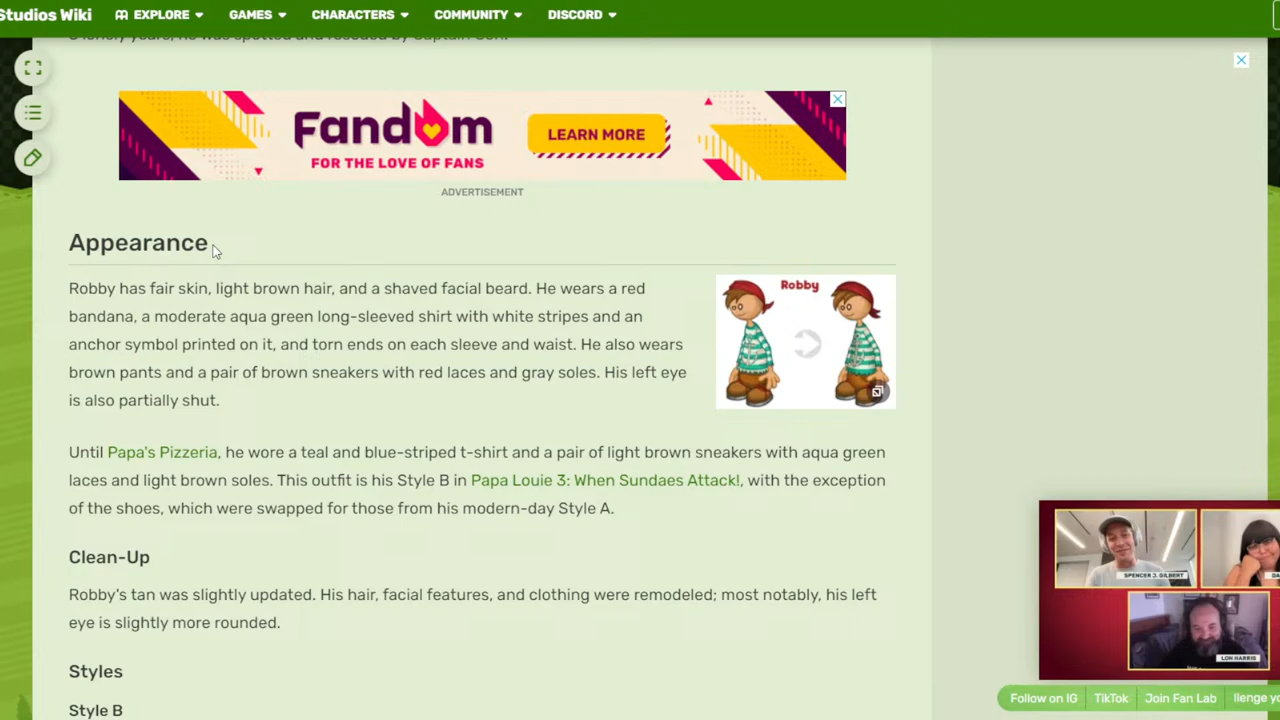 Studios Wiki EXPLORE GAMES CHARACTERS COMMUNITY DISCORD
Fandom
FOR THE LOVE OF FANS
LEARN MORE
ADVERTISEMENT
Appearance
Robby has fair skin, light brown hair, and a shaved facial beard. He wears a red
bandana, a moderate aqua green long-sleeved shirt with white stripes and an
anchor symbol printed on it, and torn ends on each sleeve and waist. He also wears
brown pants and a pair of brown sneakers with red laces and gray soles. His left eye
is also partially shut.
Robby
Until Papa's Pizzeria, he wore a teal and blue-striped t-shirt and a pair of light brown sneakers with aqua green
laces and light brown soles. This outfit is his Style B in Papa Louie 3: When Sundaes Attack!, with the exception
of the shoes, which were swapped for those from his modern-day Style A.
Clean-Up
Robby's tan was slightly updated. His hair, facial features, and clothing were remodeled; most notably, his left
eye is slightly more rounded.
Styles
Style B
SPENCER J. GILBERT
DA
LON HARRIS
Follow on IG TikTok Join Fan Lab llenge yo